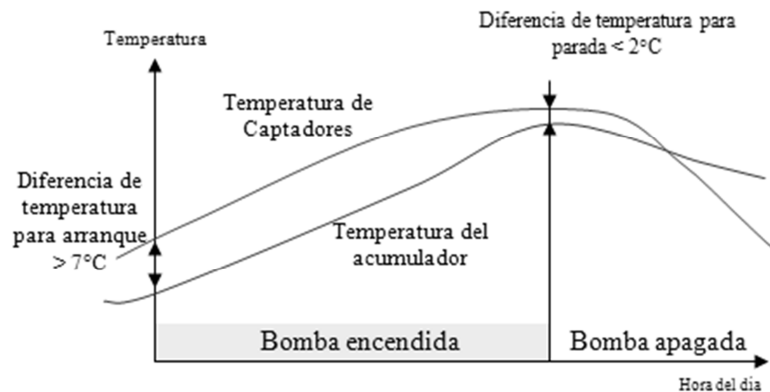 Diferencia de temperatura para
parada < 2°C
Temperatura
Temperatura de
Captadores
Diferencia de
temperatura
para arranque
> 7°C
Temperatura del
acumulador
Bomba encendida
Bomba apagada
Hora del dia